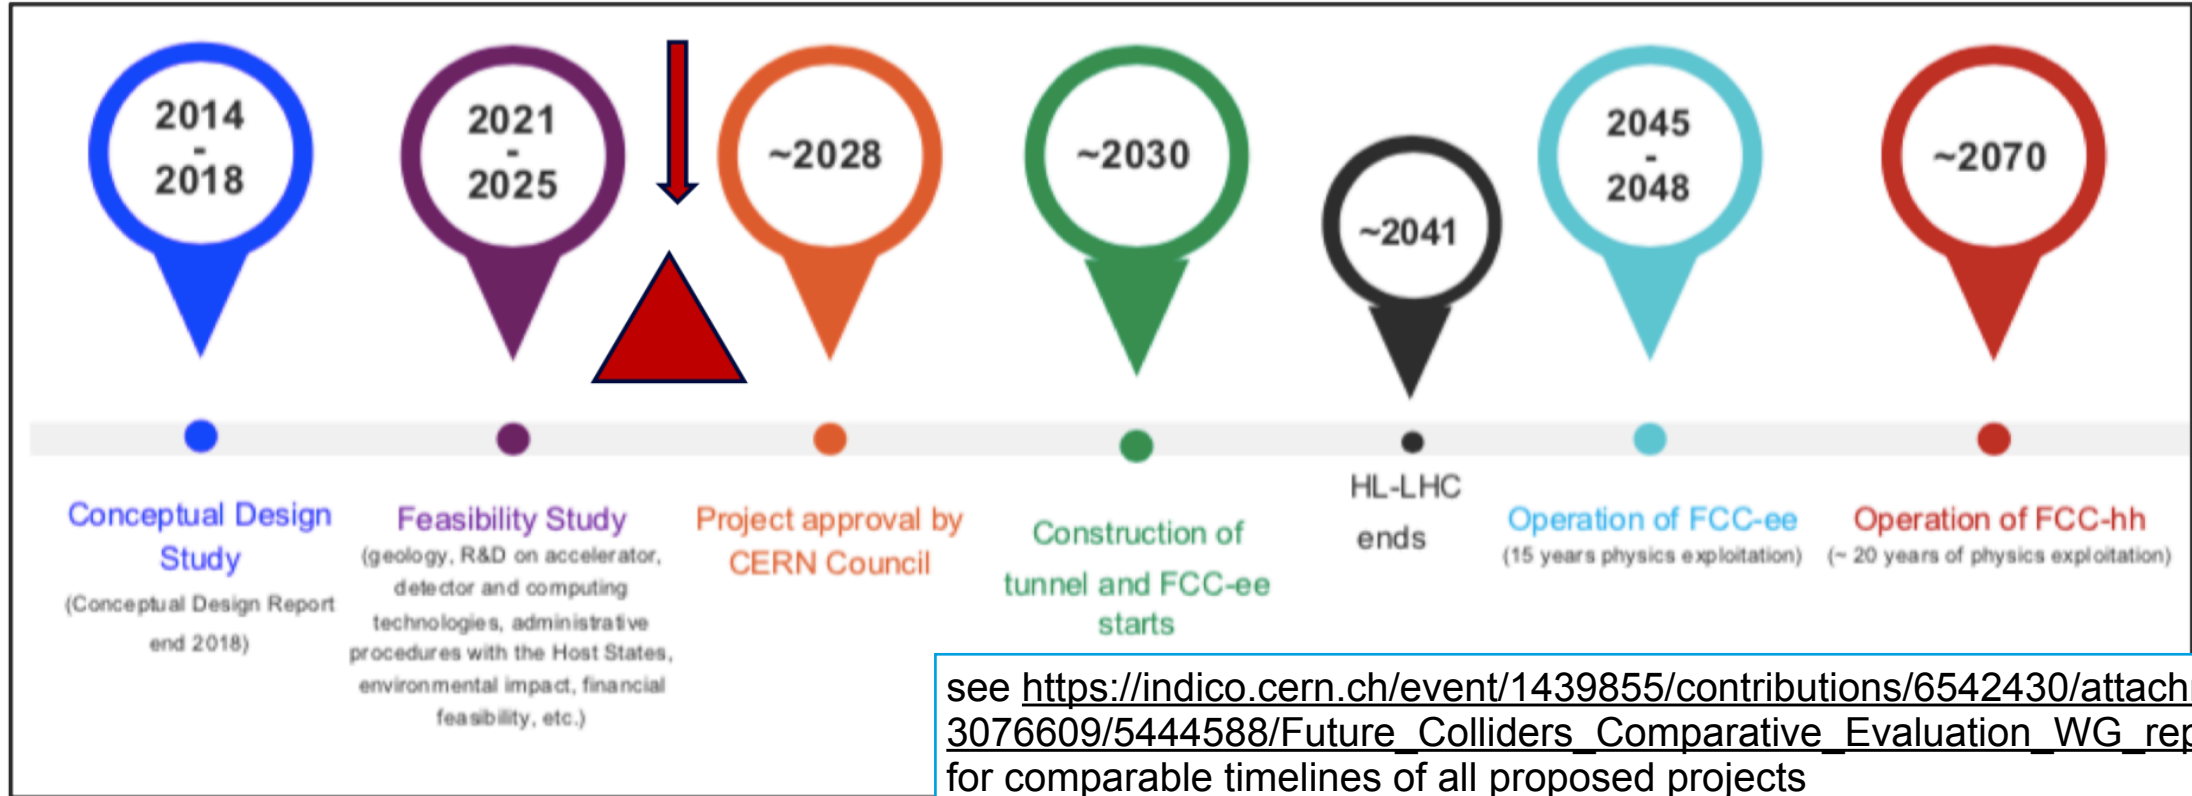 2014
-
2018
2021
-
2025
~2028
~2030
~2041
2045
-
2048
~2070
Conceptual Design
Study
(Conceptual Design Report
end 2018)
Feasibility Study
(geology, R&D on accelerator,
detector and computing
technologies, administrative
procedures with the Host States,
environmental impact, financial
feasibility, etc.)
Project approval by
CERN Council
Construction of
tunnel and FCC-ee
starts
HL-LHC
ends
Operation of FCC-ee
(15 years physics exploitation)
Operation of FCC-hh
(~ 20 years of physics exploitation)
see https://indico.cern.ch/event/1439855/contributions/6542430/attach
3076609/5444588/Future_Colliders_Comparative_Evaluation_WG_rep
for comparable timelines of all proposed projects